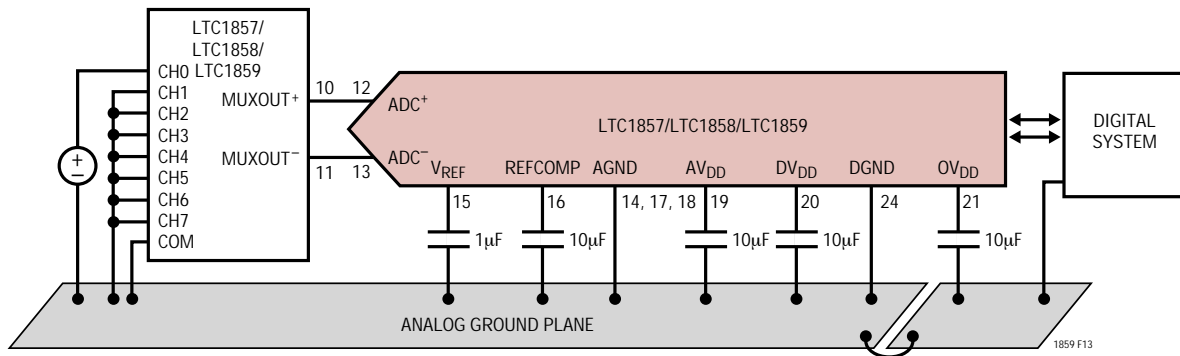 LTC1857/
LTC1858/
LTC1859
CH0
CH1
CH2
CH3
CH4
CH5
CH6
CH7
COM
MUXOUT+
MUXOUT–
10
11
12
13
ADC+
ADC–
LTC1857/LTC1858/LTC1859
VREF
REFCOMP
AGND
AVDD
DVDD
DGND
OVDD
15
16
14, 17, 18
19
20
24
21
1µF
10µF
10µF
10µF
10µF
+
–
DIGITAL
SYSTEM
ANALOG GROUND PLANE
1859 F13